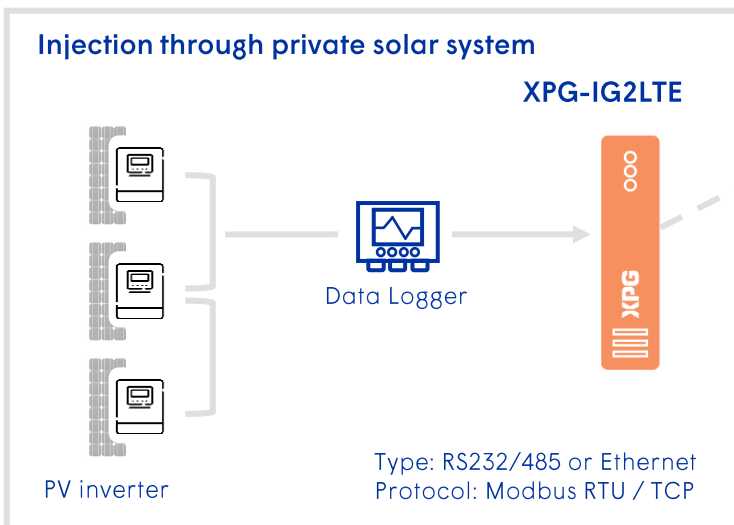 Injection through private solar system
XPG-IG2LTE
XPG
Data Logger
PV inverter
Type: RS232/485 or Ethernet
Protocol: Modbus RTU / TCP